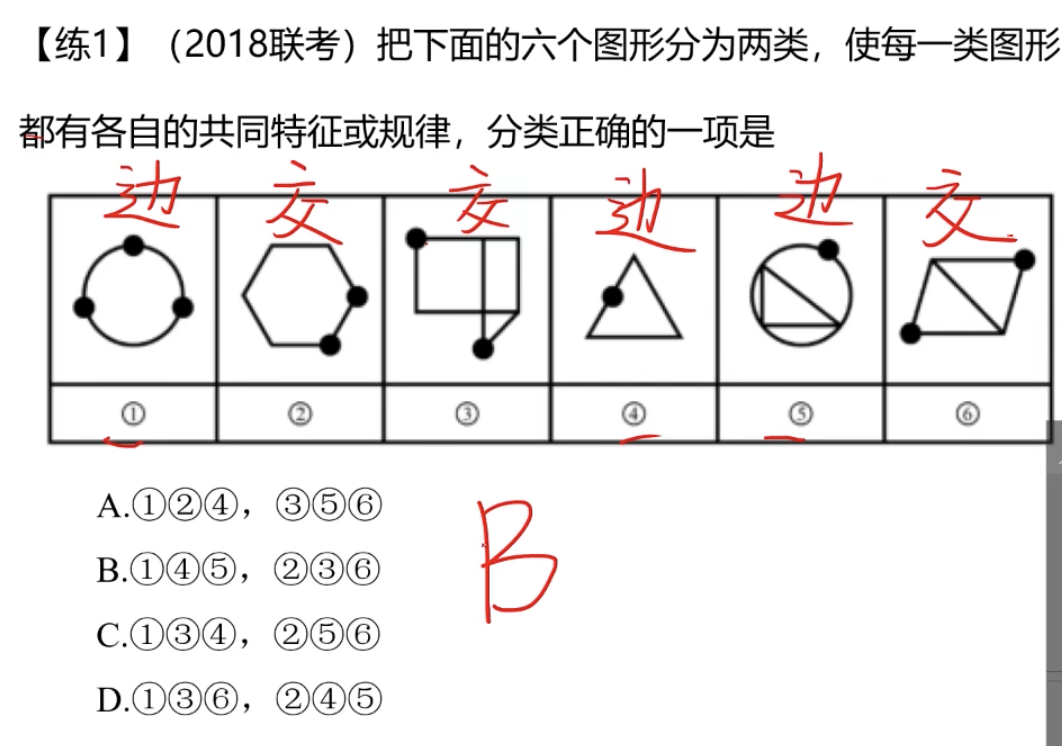 【练1】（2018联考）把下面的六个图形分为两类，使每一类图形
都有各自的共同特征或规律，分类正确的一项是
边 交 交 边 边 交
① ② ③ ④ ⑤ ⑥
A.①②④，③⑤⑥
B.①④⑤，②③⑥
C.①③④，②⑤⑥
D.①③⑥，②④⑤
B